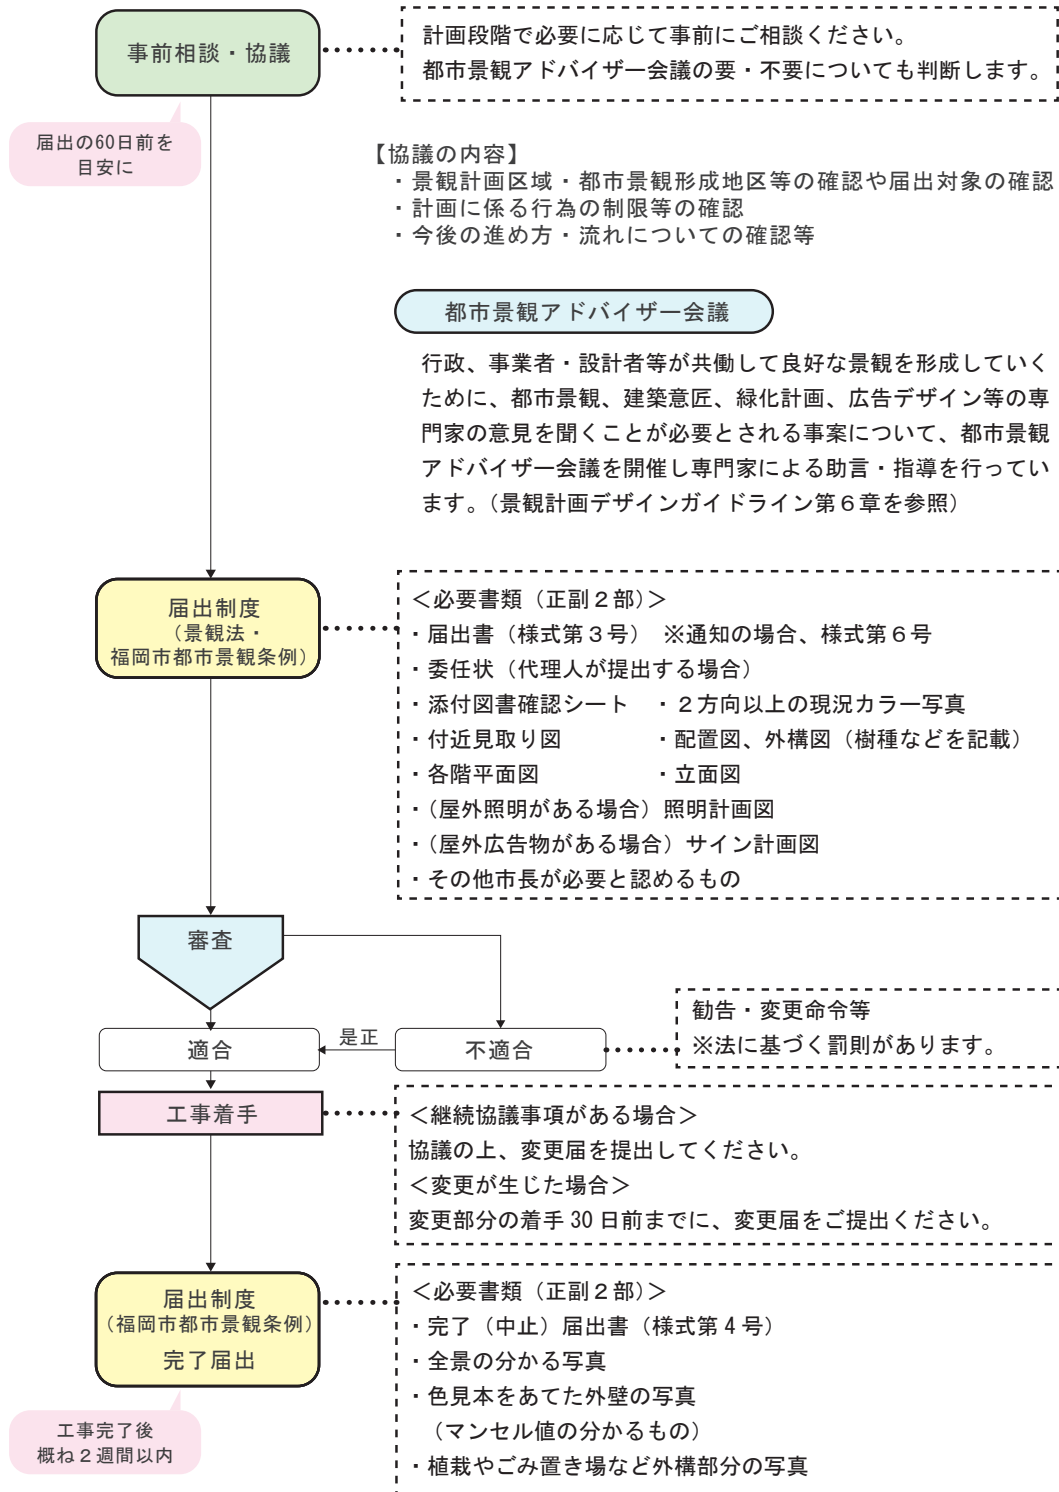 事前相談・協議
計画段階で必要に応じて事前にご相談ください。
都市景観アドバイザー会議の要・不要についても判断します。
届出の60日前を
目安に
【協議の内容】
・景観計画区域・都市景観形成地区等の確認や届出対象の確認
・計画に係る行為の制限等の確認
・今後の進め方・流れについての確認等
都市景観アドバイザー会議
行政、事業者・設計者等が共働して良好な景観を形成していく
ために、都市景観、建築意匠、緑化計画、広告デザイン等の専
門家の意見を聞くことが必要とされる事案について、都市景観
アドバイザー会議を開催し専門家による助言・指導を行ってい
ます。（景観計画デザインガイドライン第６章を参照）
届出制度
（景観法・
福岡市都市景観条例）
＜必要書類（正副２部）＞
・届出書（様式第３号） ※通知の場合、様式第６号
・委任状（代理人が提出する場合）
・添付図書確認シート ・２方向以上の現況カラー写真
・付近見取り図 ・配置図、外構図（樹種などを記載）
・各階平面図 ・立面図
・（屋外照明がある場合）照明計画図
・（屋外広告物がある場合）サイン計画図
・その他市長が必要と認めるもの
審査
適合
是正
不適合
勧告・変更命令等
※法に基づく罰則があります。
工事着手
＜継続協議事項がある場合＞
協議の上、変更届を提出してください。
＜変更が生じた場合＞
変更部分の着手30日前までに、変更届をご提出ください。
届出制度
（福岡市都市景観条例）
完了届出
＜必要書類（正副２部）＞
・完了（中止）届出書（様式第４号）
・全景の分かる写真
・色見本をあてた外壁の写真
（マンセル値の分かるもの）
・植栽やごみ置き場など外構部分の写真
工事完了後
概ね２週間以内